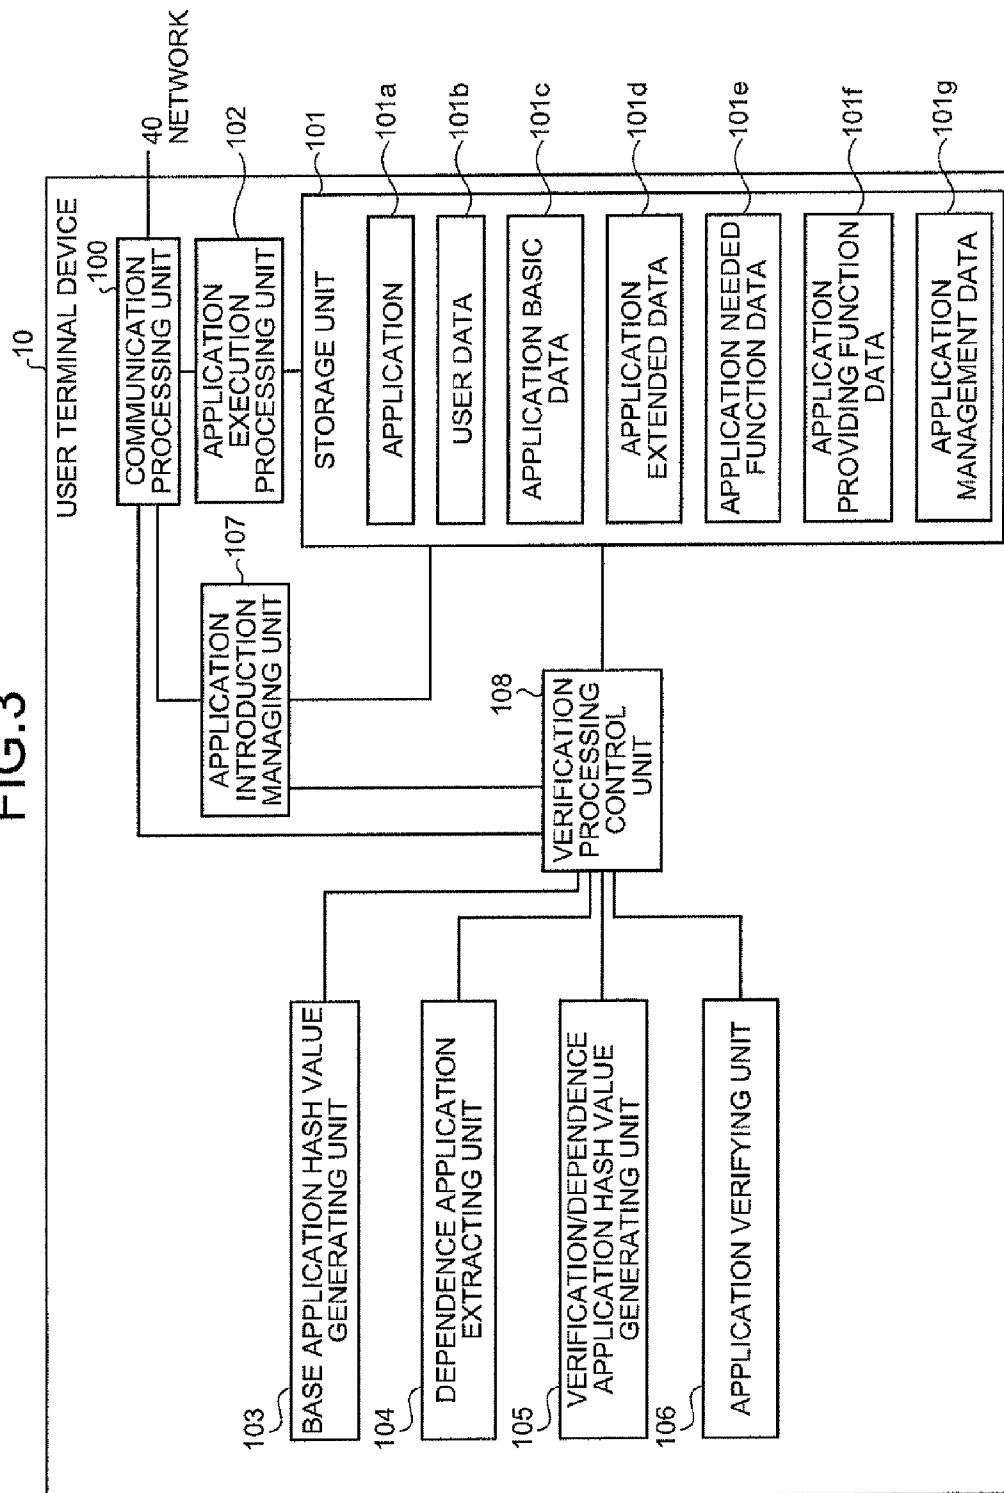 FIG.3
10
USER TERMINAL DEVICE
100
COMMUNICATION
PROCESSING UNIT
40
NETWORK
102
APPLICATION
EXECUTION
PROCESSING UNIT
107
APPLICATION
INTRODUCTION
MANAGING UNIT
101
STORAGE UNIT
101a
APPLICATION
101b
USER DATA
101c
APPLICATION BASIC
DATA
101d
APPLICATION
EXTENDED DATA
101e
APPLICATION NEEDED
FUNCTION DATA
101f
APPLICATION
PROVIDING FUNCTION
DATA
101g
APPLICATION
MANAGEMENT DATA
108
VERIFICATION
PROCESSING
CONTROL
UNIT
103
BASE APPLICATION HASH VALUE
GENERATING UNIT
104
DEPENDENCE APPLICATION
EXTRACTING UNIT
105
VERIFICATION/DEPENDENCE
APPLICATION HASH VALUE
GENERATING UNIT
106
APPLICATION VERIFYING UNIT